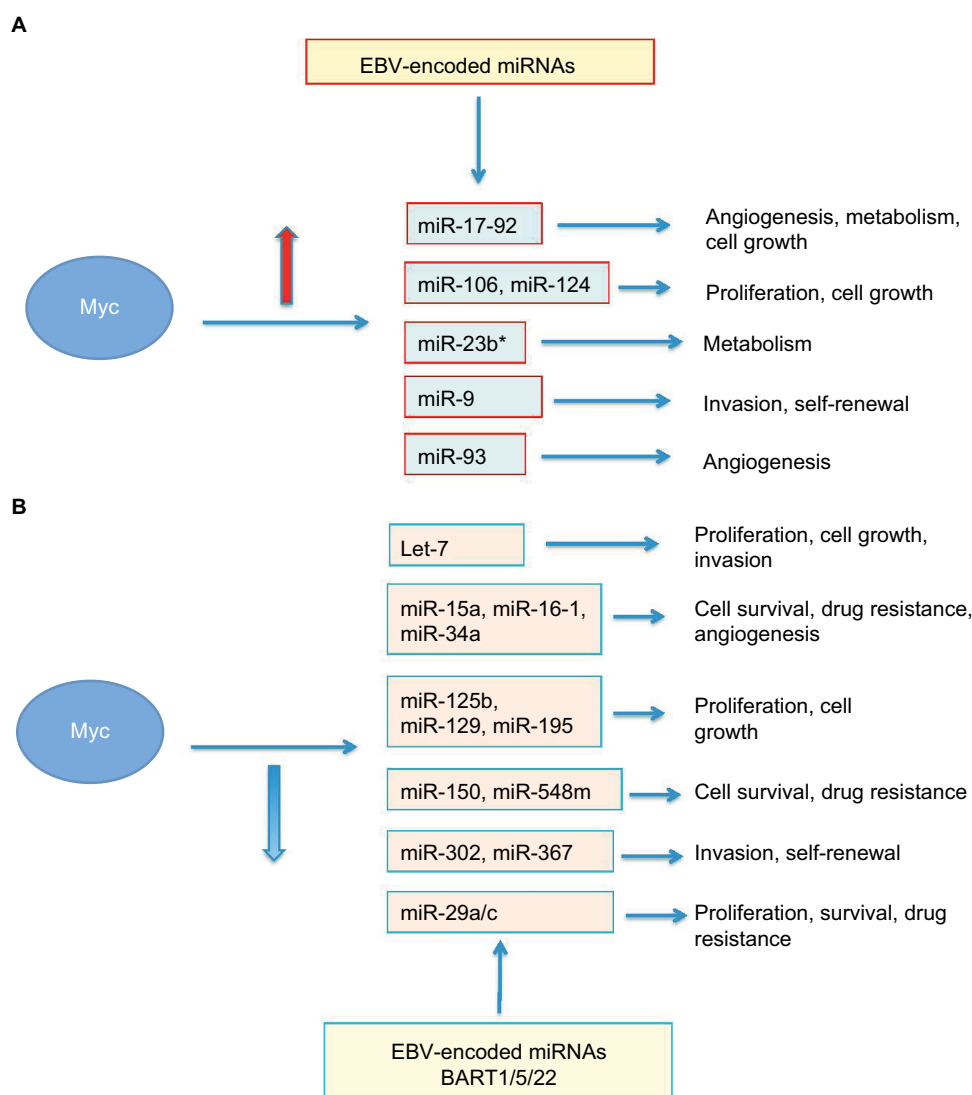 A
EBV-encoded miRNAs
miR-17-92
Angiogenesis, metabolism,
cell growth
miR-106, miR-124
Proliferation, cell growth
Myc
miR-23b*
Metabolism
miR-9
Invasion, self-renewal
miR-93
Angiogenesis
B
Let-7
Proliferation, cell growth,
invasion
miR-15a, miR-16-1,
miR-34a
Cell survival, drug resistance,
angiogenesis
miR-125b,
miR-129, miR-195
Proliferation, cell
growth
Myc
miR-150, miR-548m
Cell survival, drug resistance
miR-302, miR-367
Invasion, self-renewal
miR-29a/c
Proliferation, survival, drug
resistance
EBV-encoded miRNAs
BART1/5/22